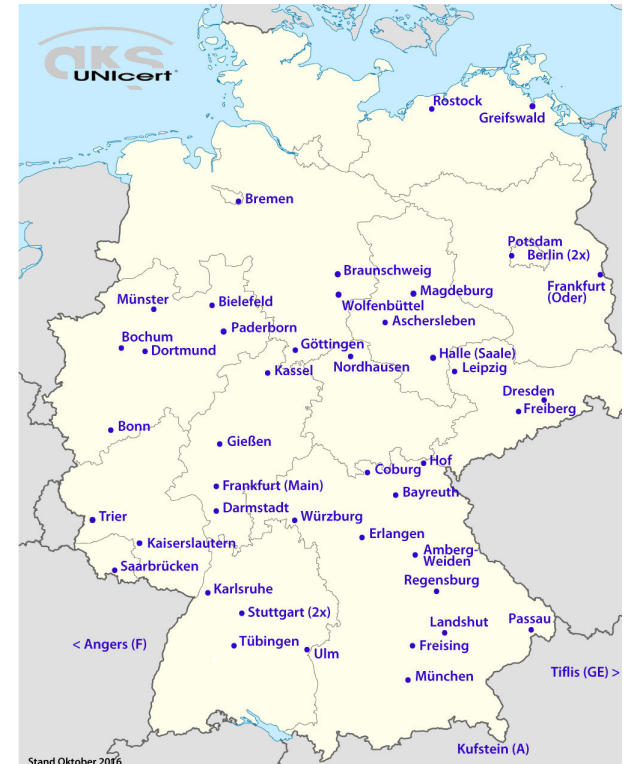 aks
UNIcert®
Rostock
Greifswald
Bremen
Potsdam
Berlin (2x)
Braunschweig
Frankfurt
(Oder)
Magdeburg
Münster
Bielefeld
Wolfenbüttel
Aschersleben
Paderborn
Bochum
Dortmund
Göttingen
Halle (Saale)
Nordhausen
Leipzig
Kassel
Dresden
Freiberg
Bonn
Gießen
Hof
Coburg
Frankfurt (Main)
Bayreuth
Darmstadt
Trier
Würzburg
Erlangen
Kaiserslautern
Amberg-
Weiden
Saarbrücken
Regensburg
Karlsruhe
Stuttgart (2x)
Landshut
Passau
< Angers (F)
Tübingen
Ulm
Freising
Tiflis (GE) >
München
Kufstein (A)
Stand Oktober 2016